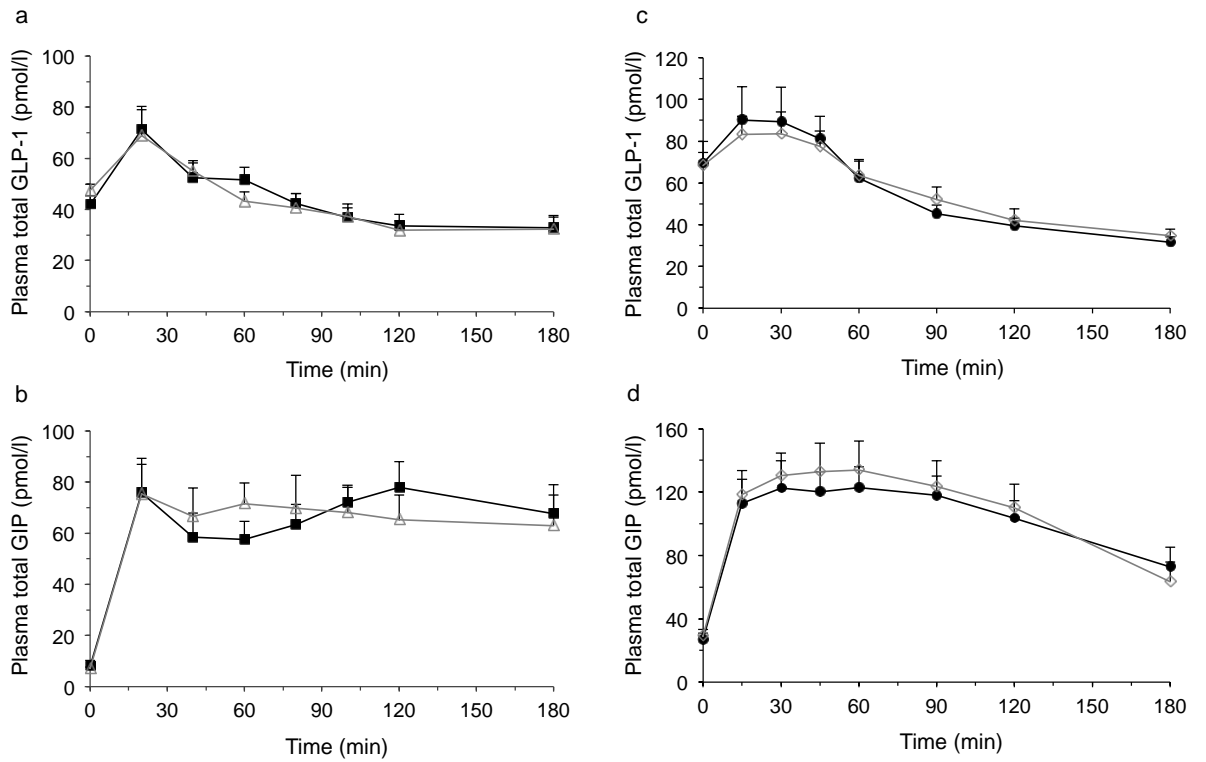 a
Plasma total GLP-1 (pmol/l)
100
80
60
40
20
0
0 30 60 90 120 150 180
Time (min)
c
Plasma total GLP-1 (pmol/l)
120
100
80
60
40
20
0
0 30 60 90 120 150 180
Time (min)
b
Plasma total GIP (pmol/l)
100
80
60
40
20
0
0 30 60 90 120 150 180
Time (min)
d
Plasma total GIP (pmol/l)
160
120
80
40
0
0 30 60 90 120 150 180
Time (min)